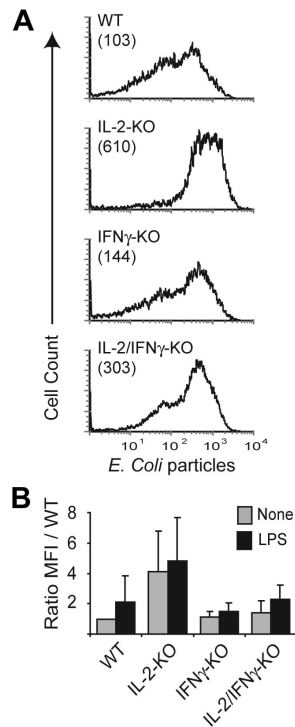 A
WT
(103)
IL-2-KO
(610)
IFNγ-KO
(144)
IL-2/IFNγ-KO
(303)
Cell Count
10¹ 10² 10³ 10⁴
E. Coli particles
B
Ratio MFI / WT
8
6
4
2
None
LPS
WT
IL-2-KO
IFNγ-KO
IL-2/IFNγ-KO